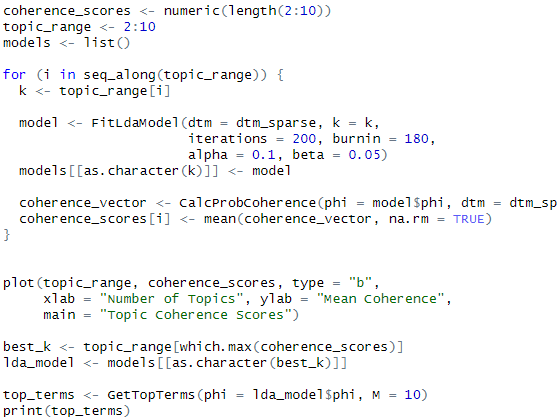 coherence_scores <- numeric(length(2:10))
topic_range <- 2:10
models <- list()

for (i in seq_along(topic_range)) {
  k <- topic_range[i]

  model <- FitLdaModel(dtm = dtm_sparse, k = k,
                       iterations = 200, burnin = 180,
                       alpha = 0.1, beta = 0.05)
  models[[as.character(k)]] <- model

  coherence_vector <- CalcProbCoherence(phi = model$phi, dtm = dtm_sp
  coherence_scores[i] <- mean(coherence_vector, na.rm = TRUE)
}


plot(topic_range, coherence_scores, type = "b",
     xlab = "Number of Topics", ylab = "Mean Coherence",
     main = "Topic Coherence Scores")

best_k <- topic_range[which.max(coherence_scores)]
lda_model <- models[[as.character(best_k)]]

top_terms <- GetTopTerms(phi = lda_model$phi, M = 10)
print(top_terms)